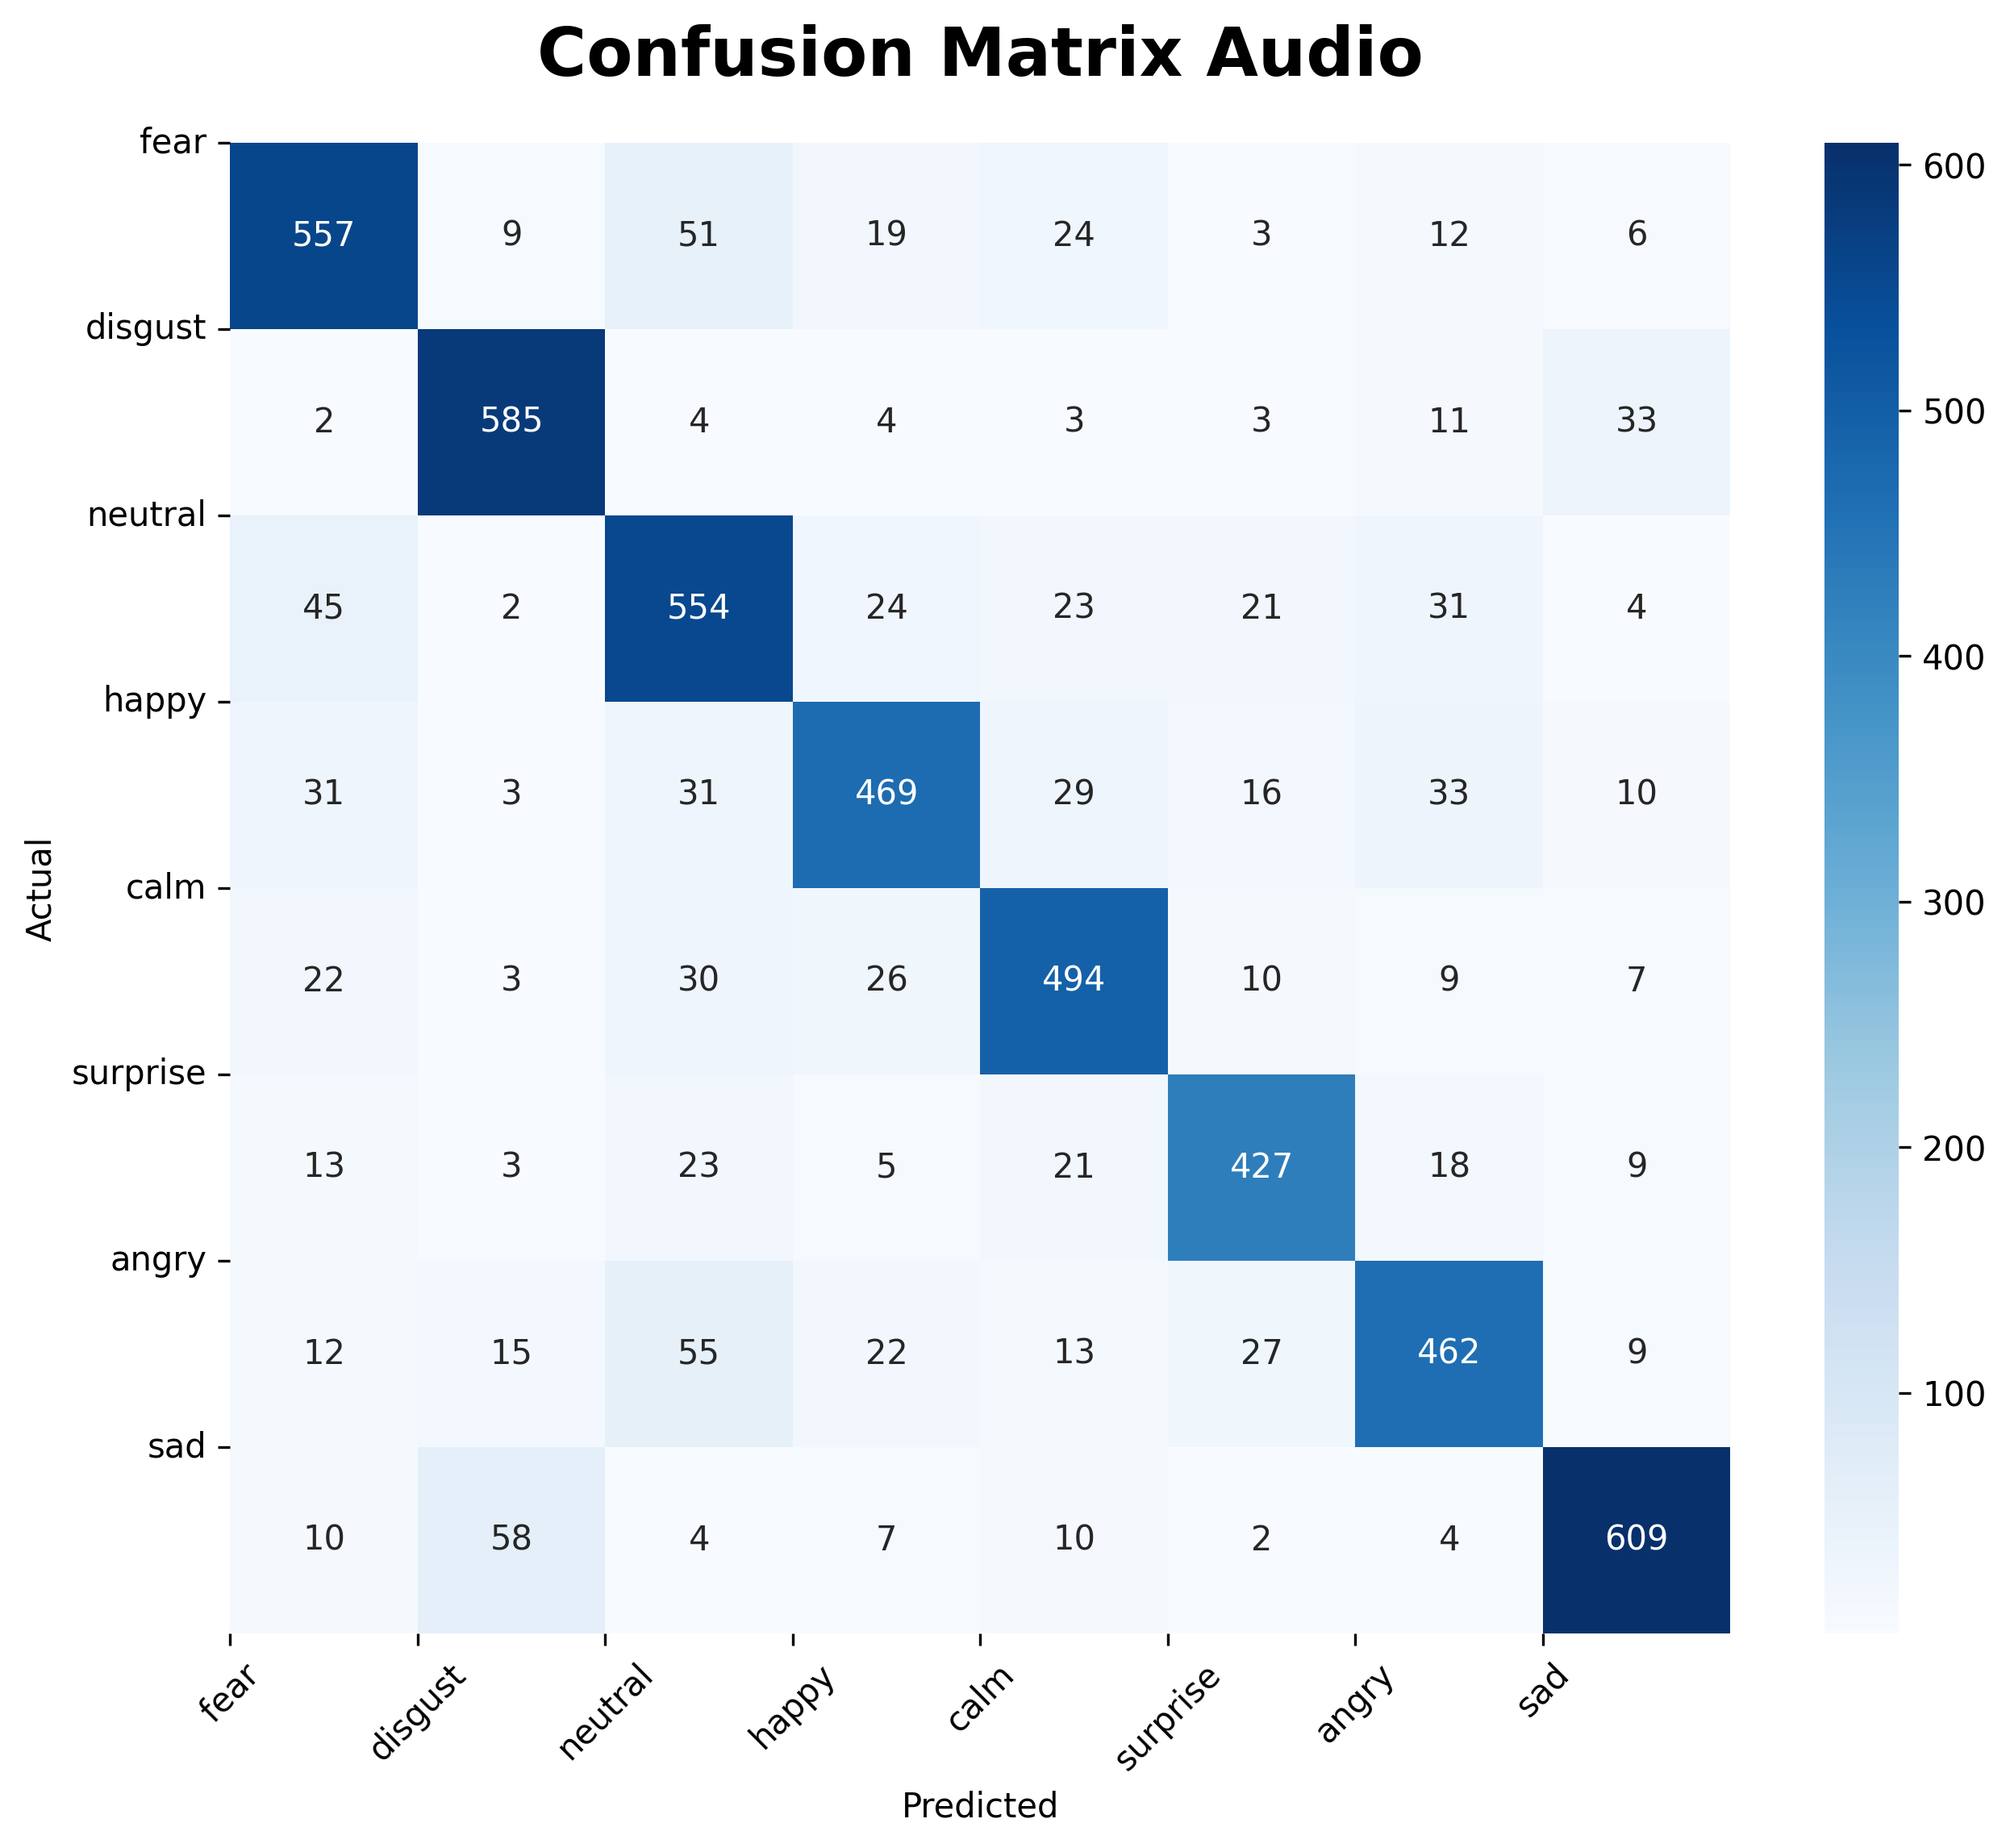 Confusion Matrix Audio
fear
557 9 51 19 24 3 12 6
disgust
2 585 4 4 3 3 11 33
neutral
45 2 554 24 23 21 31 4
happy
31 3 31 469 29 16 33 10
calm
22 3 30 26 494 10 9 7
surprise
13 3 23 5 21 427 18 9
angry
12 15 55 22 13 27 462 9
sad
10 58 4 7 10 2 4 609
Actual
fear disgust neutral happy calm surprise angry sad
Predicted
600
500
400
300
200
100